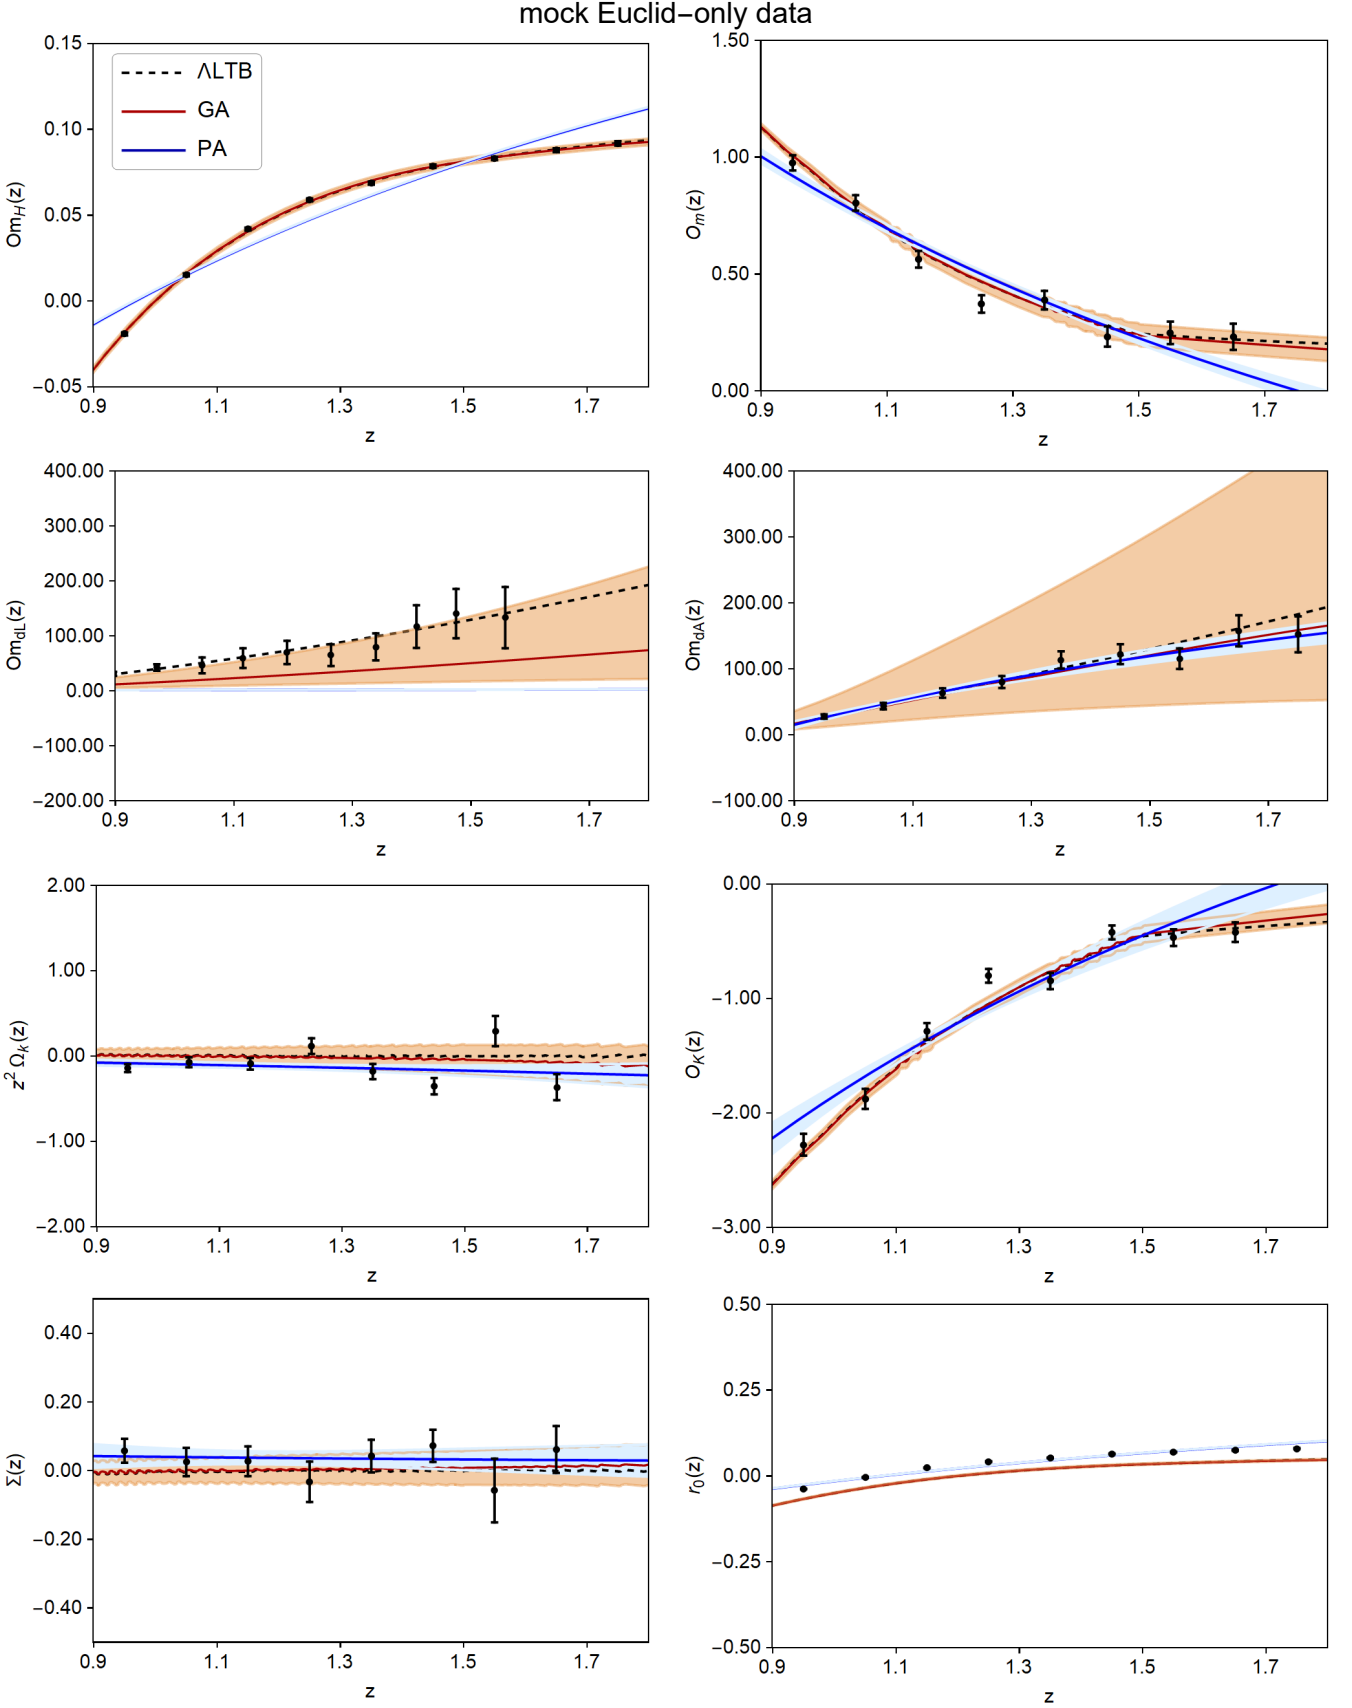 mock Euclid−only data
ΛLTB
GA
PA
Om_H(z)
0.15
0.10
0.05
0.00
−0.05
0.9 1.1 1.3 1.5 1.7
z
O_m(z)
1.50
1.00
0.50
0.00
0.9 1.1 1.3 1.5 1.7
z
Om_dL(z)
400.00
300.00
200.00
100.00
0.00
−100.00
−200.00
0.9 1.1 1.3 1.5 1.7
z
Om_dA(z)
400.00
300.00
200.00
100.00
0.00
−100.00
0.9 1.1 1.3 1.5 1.7
z
z² Ω_k(z)
2.00
1.00
0.00
−1.00
−2.00
0.9 1.1 1.3 1.5 1.7
z
O_K(z)
0.00
−1.00
−2.00
−3.00
0.9 1.1 1.3 1.5 1.7
z
Σ(z)
0.40
0.20
0.00
−0.20
−0.40
0.9 1.1 1.3 1.5 1.7
z
r_0(z)
0.50
0.25
0.00
−0.25
−0.50
0.9 1.1 1.3 1.5 1.7
z